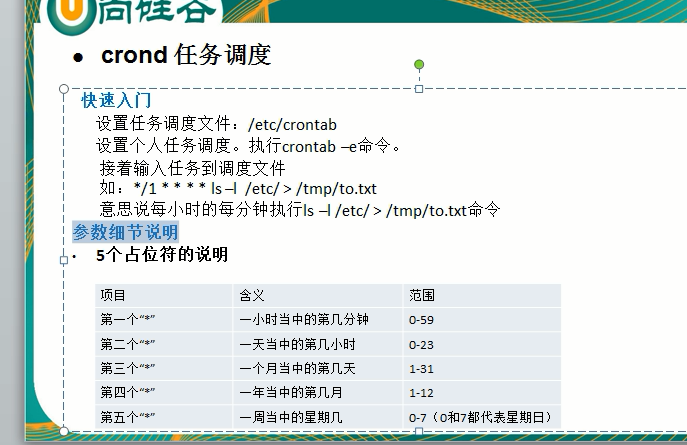 尚硅谷
crond 任务调度
快速入门
设置任务调度文件：/etc/crontab
设置个人任务调度。执行crontab –e命令。
接着输入任务到调度文件
如：*/1 * * * * ls –l /etc/ > /tmp/to.txt
意思说每小时的每分钟执行ls –l /etc/ > /tmp/to.txt命令
参数细节说明
5个占位符的说明
项目 含义 范围
第一个“*” 一小时当中的第几分钟 0-59
第二个“*” 一天当中的第几小时 0-23
第三个“*” 一个月当中的第几天 1-31
第四个“*” 一年当中的第几月 1-12
第五个“*” 一周当中的星期几 0-7（0和7都代表星期日）